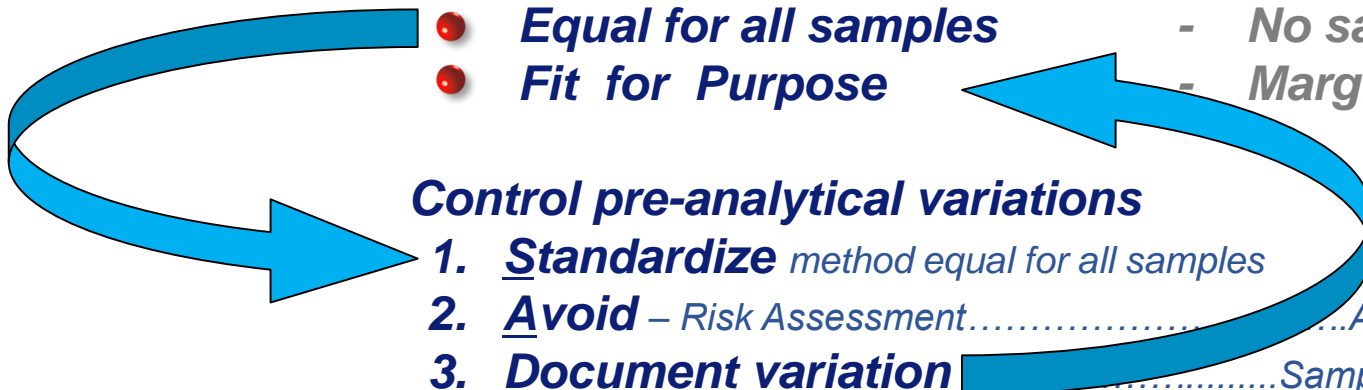 Equal for all samples - No
Fit for Purpose -
Control pre-analytical variations
1. Standardize method equal for all samples
2. Avoid – Risk Assessment……………………………..
3. Document variation ……...........